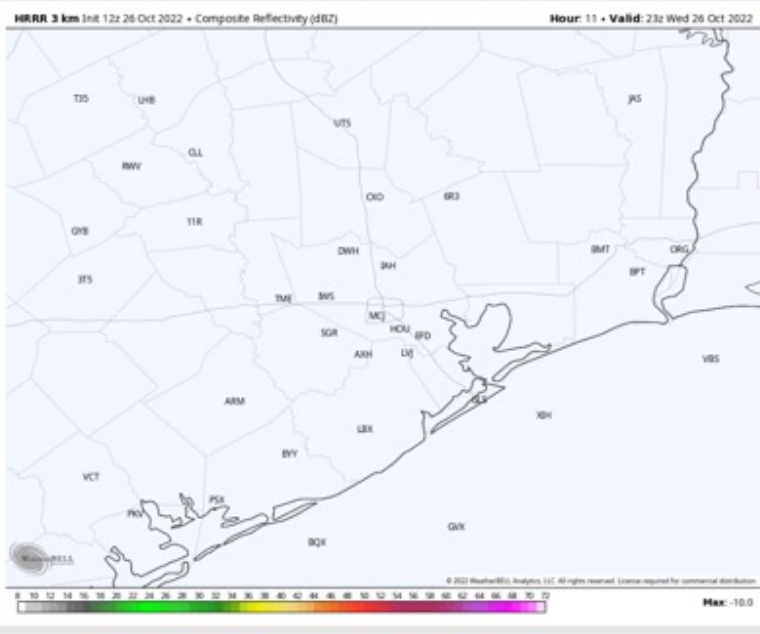 HRRR 3 km Init 12z 26 Oct 2022 • Composite Reflectivity (dBZ) Hour: 11 • Valid: 23z Wed 26 Oct 2022
T35 LHB JAS
UTS
CLL
RWV
CXO 6R3
11R
GYB
DWH BMT ORG
IAH
3T5 BPT
TME IWS
MCJ
SGR HOU EFD
AXH LVJ VBS
ARM GLS
XIH
LBX
BYY
VCT
PSX
PKV
GVX
BQX
WeatherBELL
© 2022 WeatherBELL Analytics, LLC. All rights reserved. License required for commercial distribution.
8 10 12 14 16 18 20 22 24 26 28 30 32 34 36 38 40 42 44 46 48 50 52 54 56 58 60 62 64 66 68 70 72
Max: -10.0